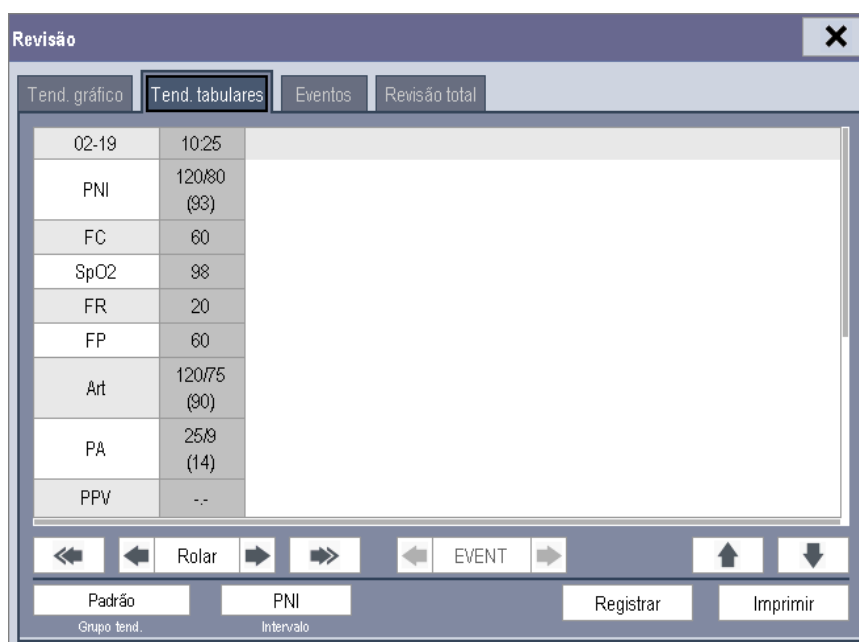 Revisão
Tend. gráfico Tend. tabulares Eventos Revisão total
02-19 10:25
PNI 120/80
(93)
FC 60
SpO2 98
FR 20
FP 60
Art 120/75
(90)
PA 25/9
(14)
PPV -.-
Rolar EVENT
Padrão PNI Registrar Imprimir
Grupo tend. Intervalo